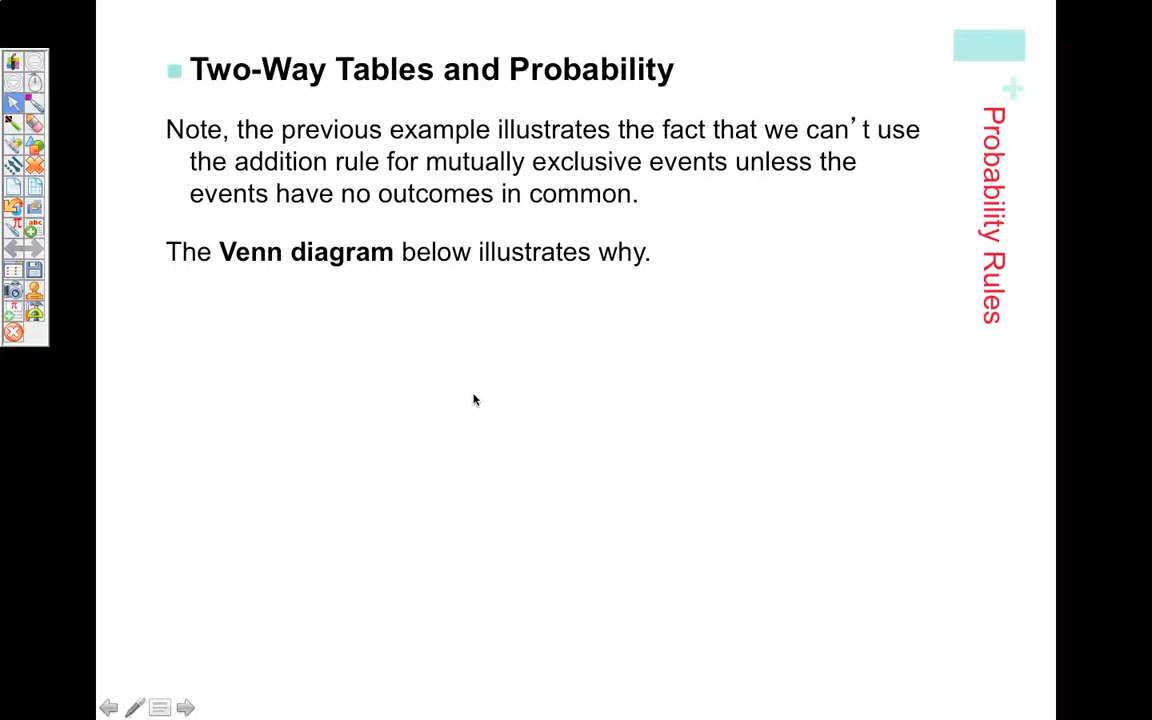 Two-Way Tables and Probability
Note, the previous example illustrates the fact that we can’t use
the addition rule for mutually exclusive events unless the
events have no outcomes in common.
The Venn diagram below illustrates why.
+
Probability Rules
π
abc
π